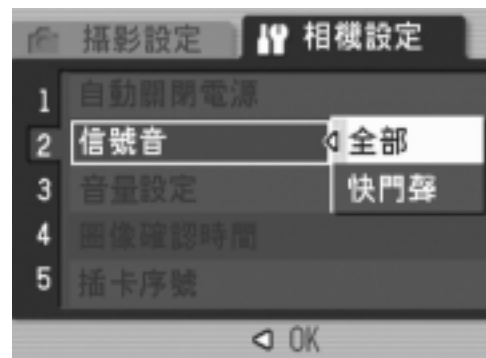 攝影設定 相機設定
1 自動關閉電源
2 信號音 全部
3 音量設定 快門聲
4 圖像確認時間
5 插卡序號
OK